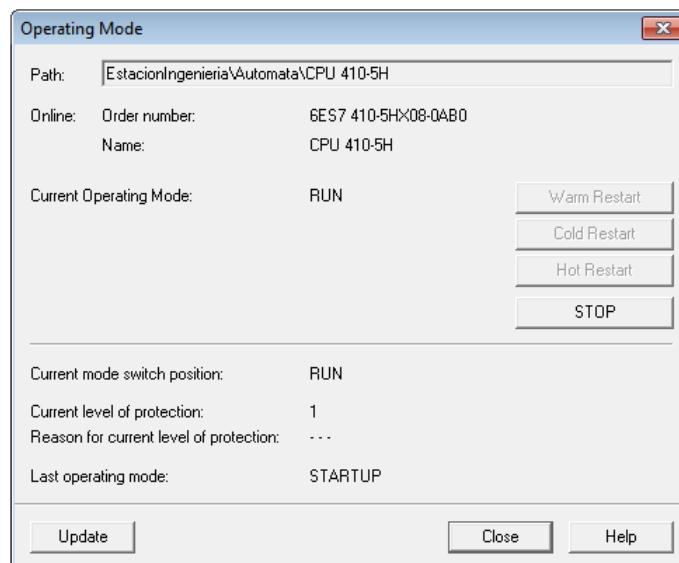 Operating Mode
Path: EstacionIngenieria\Automata\CPU 410-5H
Online: Order number: 6ES7 410-5HX08-0AB0
Name: CPU 410-5H
Current Operating Mode: RUN
Warm Restart
Cold Restart
Hot Restart
STOP
Current mode switch position: RUN
Current level of protection: 1
Reason for current level of protection: - - -
Last operating mode: STARTUP
Update Close Help